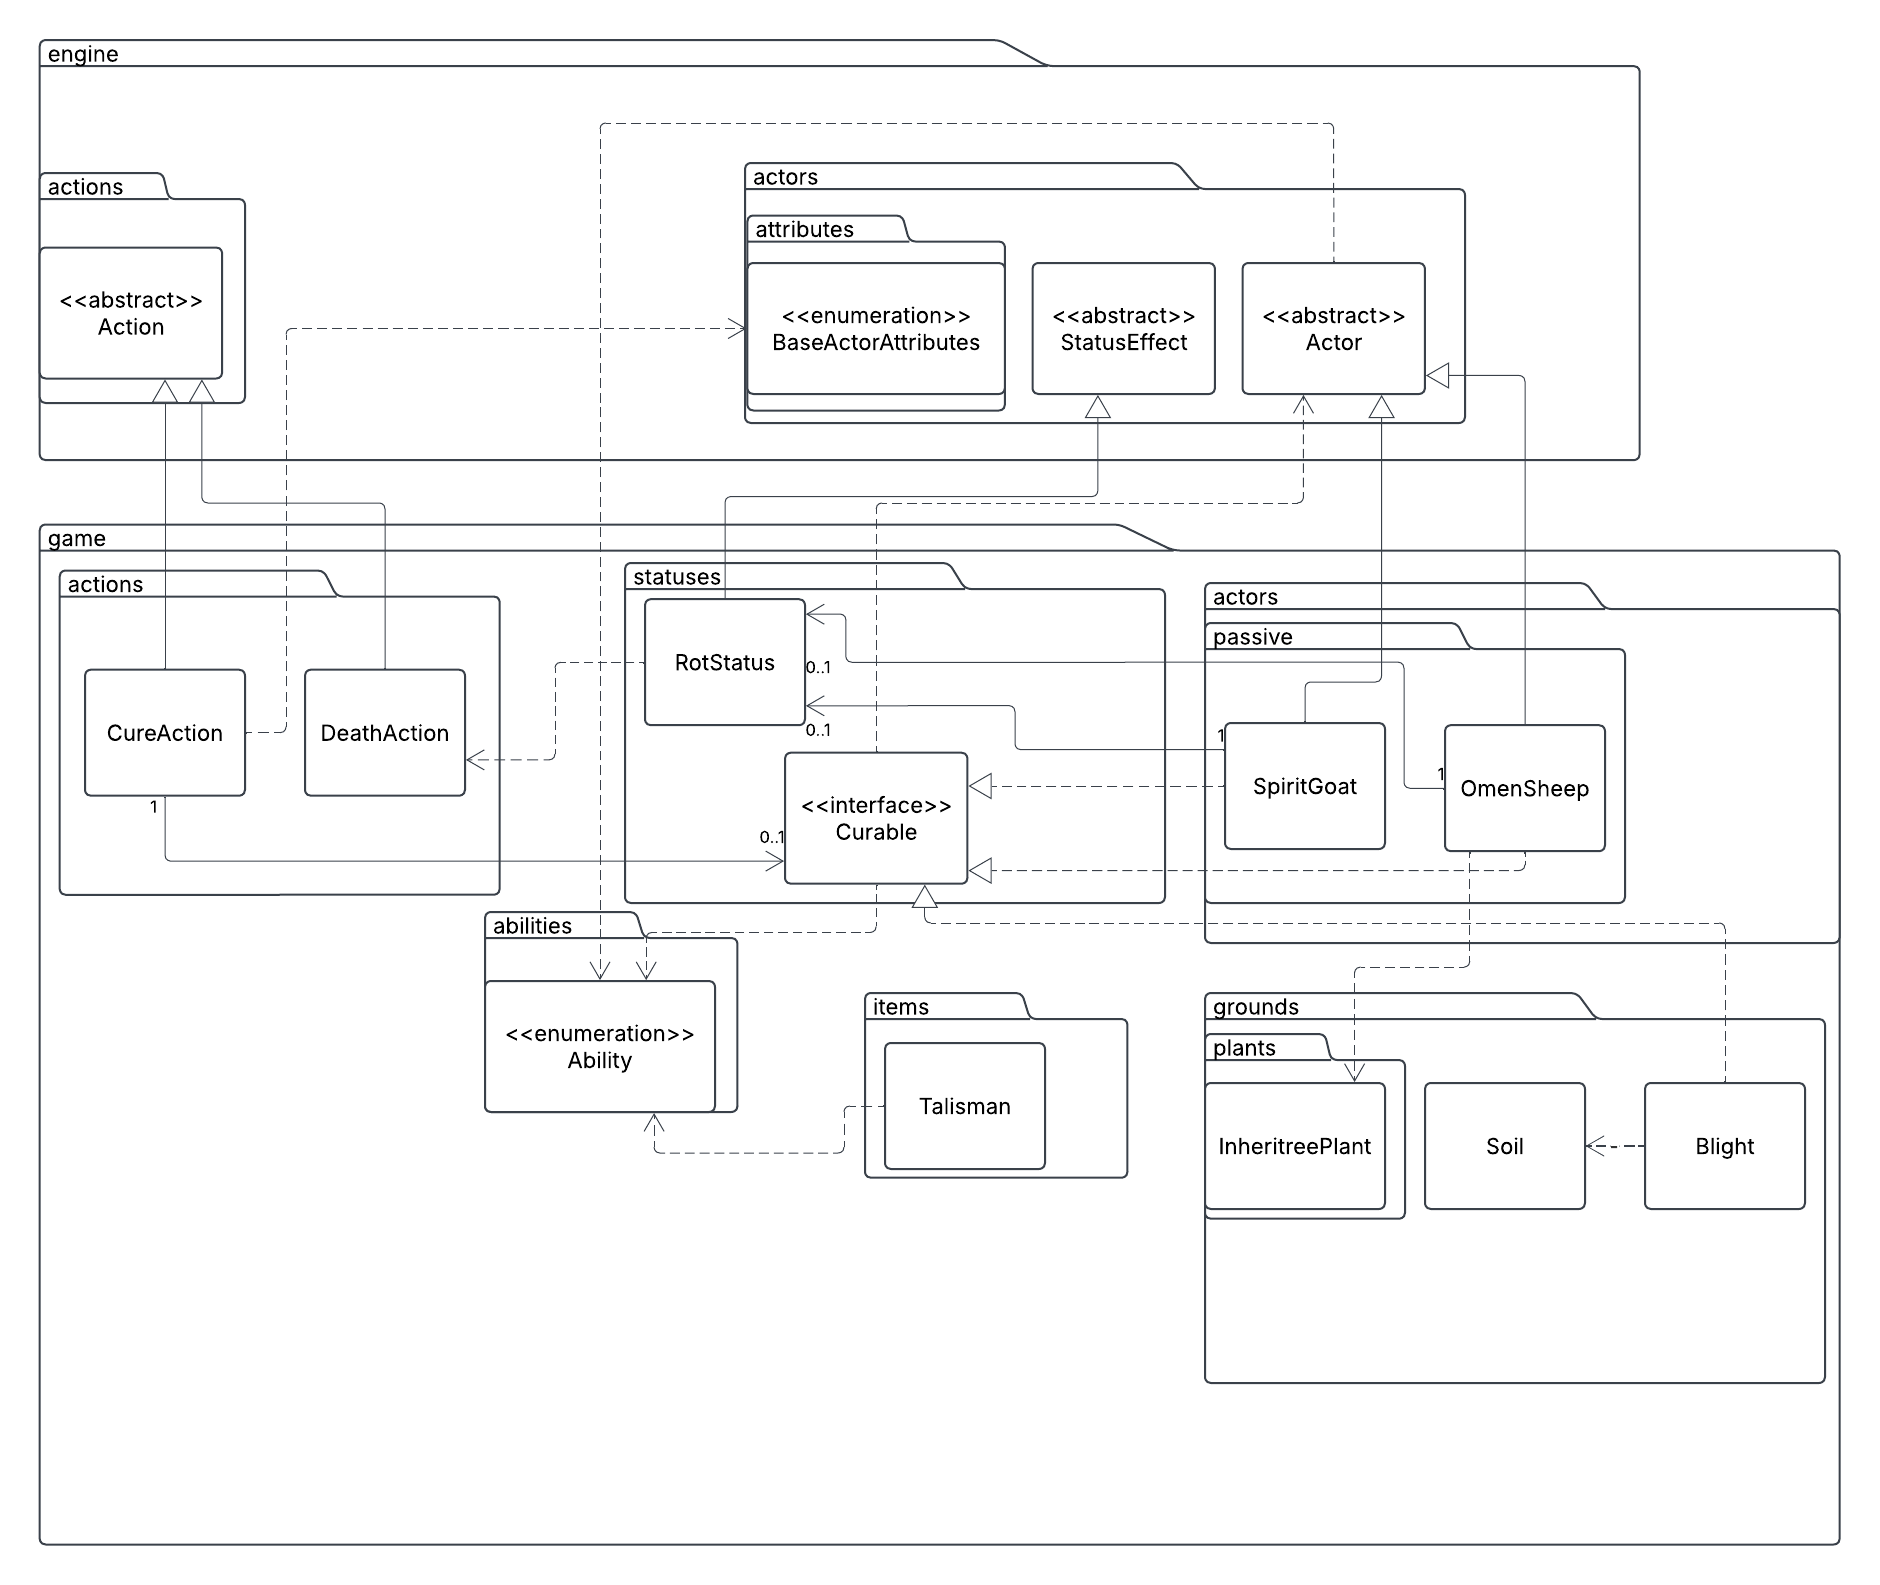 engine
actions
<<abstract>>
Action
actors
attributes
<<enumeration>>
BaseActorAttributes
<<abstract>>
StatusEffect
<<abstract>>
Actor
game
actions
CureAction
1
DeathAction
statuses
RotStatus
0..1
0..1
<<interface>>
Curable
0..1
actors
passive
1
SpiritGoat
1
OmenSheep
abilities
<<enumeration>>
Ability
items
Talisman
grounds
plants
InheritreePlant
Soil
Blight